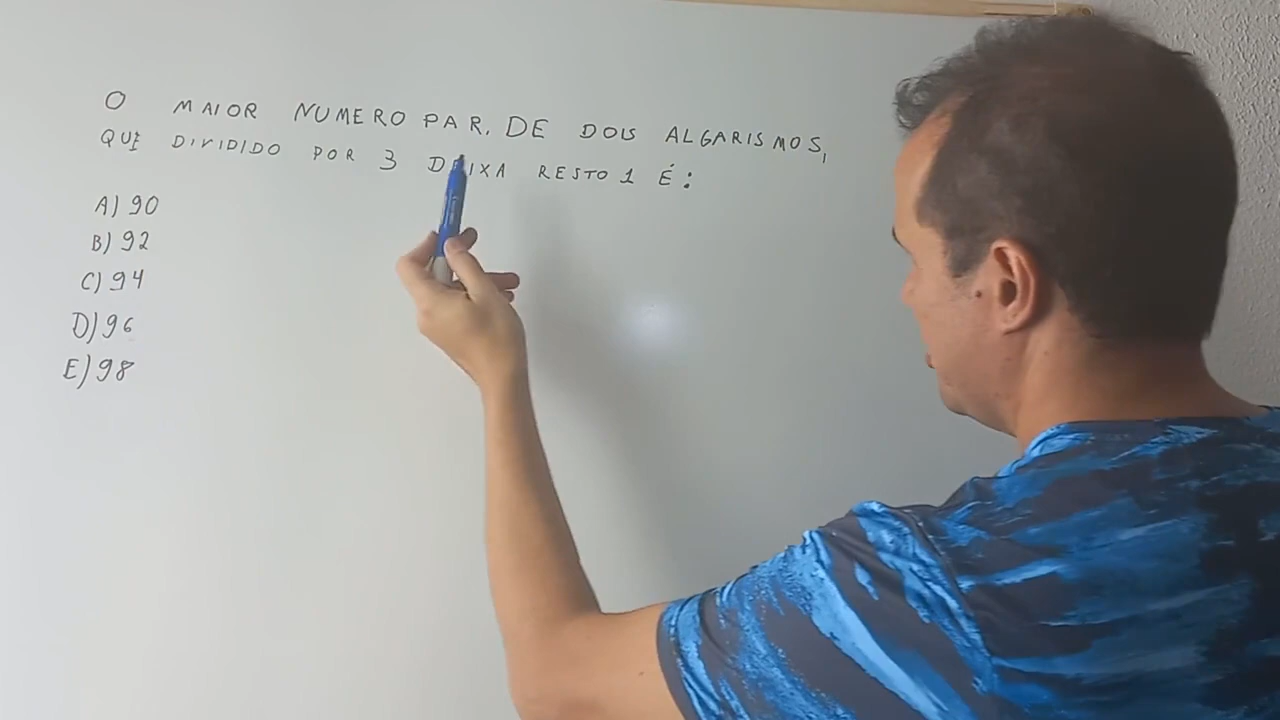 O MAIOR NUMERO PAR, DE DOIS ALGARISMOS,
QUE DIVIDIDO POR 3 DEIXA RESTO 1 É:
A) 90
B) 92
C) 94
D) 96
E) 98